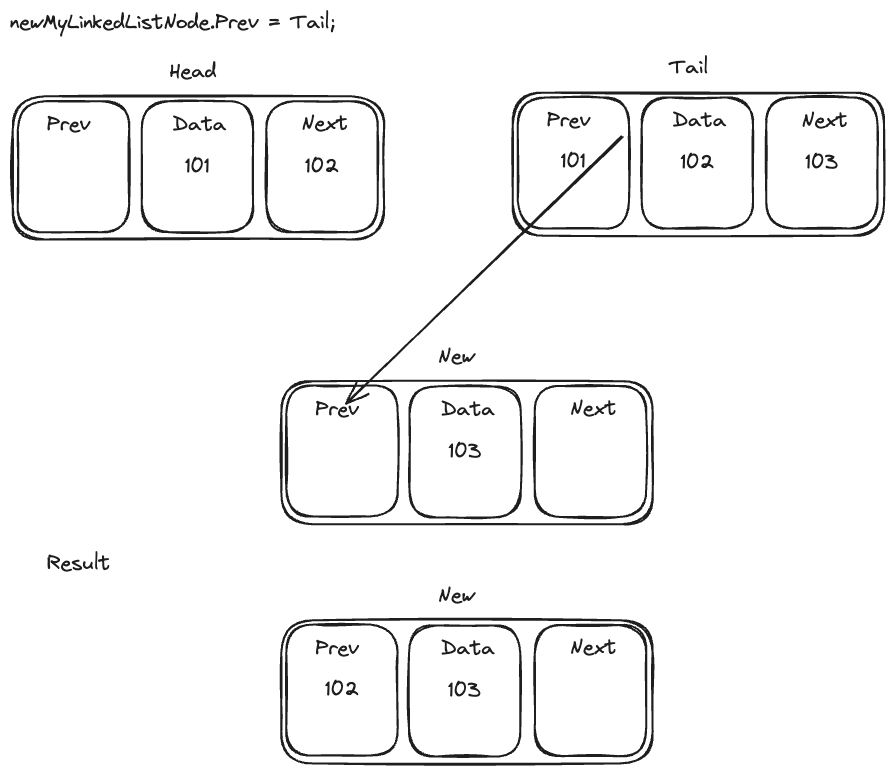 newMyLinkedListNode.Prev = Tail;
Head
Prev Data Next
101 102
Tail
Prev Data Next
101 102 103
New
Prev Data Next
103
Result
New
Prev Data Next
102 103